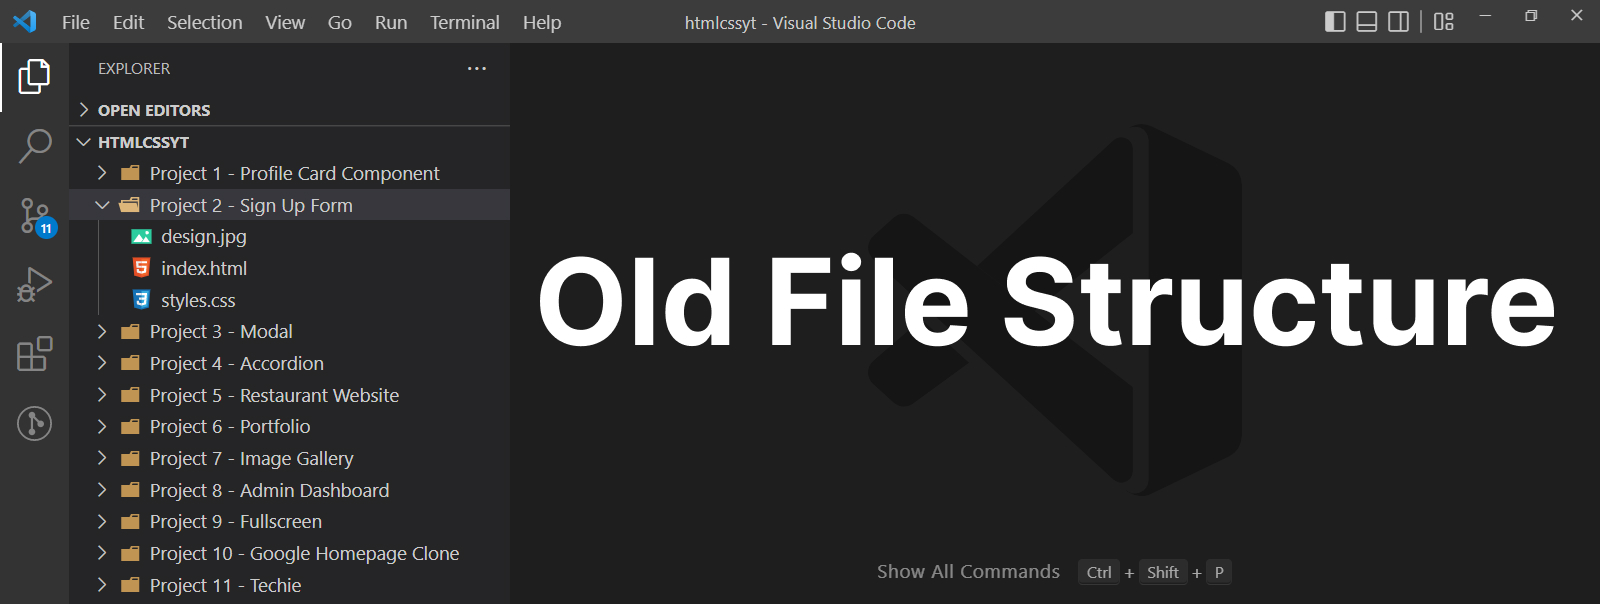 File Edit Selection View Go Run Terminal Help htmlcssyt - Visual Studio Code
EXPLORER ...
OPEN EDITORS
HTMLCSSYT
Project 1 - Profile Card Component
Project 2 - Sign Up Form
design.jpg
index.html
styles.css
Project 3 - Modal
Project 4 - Accordion
Project 5 - Restaurant Website
Project 6 - Portfolio
Project 7 - Image Gallery
Project 8 - Admin Dashboard
Project 9 - Fullscreen
Project 10 - Google Homepage Clone
Project 11 - Techie
11
Old File Structure
Show All Commands Ctrl + Shift + P